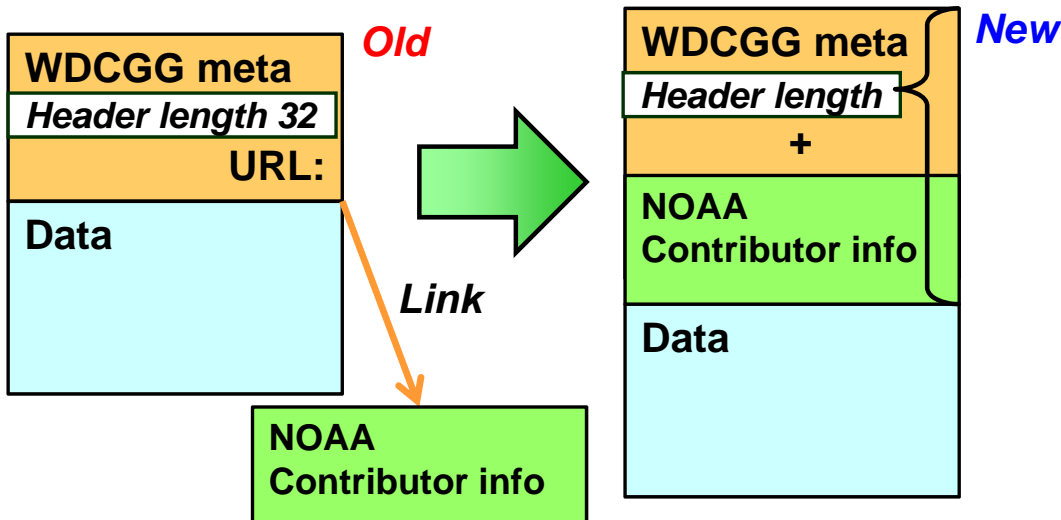 Old
WDCGG meta
Header length 32
URL:
Data
Link
NOAA
Contributor info
New
WDCGG meta
Header length
+
NOAA
Contributor info
Data